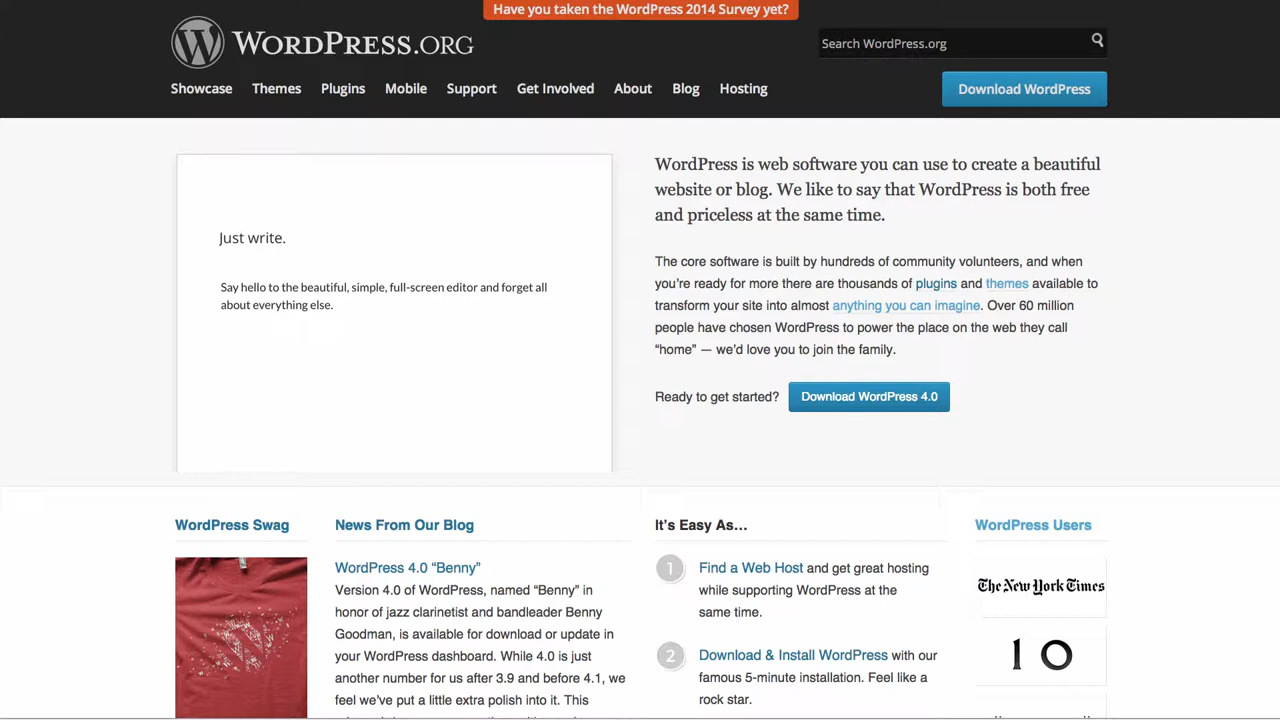 Have you taken the WordPress 2014 Survey yet?
WORDPRESS.ORG
Search WordPress.org
Showcase Themes Plugins Mobile Support Get Involved About Blog Hosting
Download WordPress
Just write.
Say hello to the beautiful, simple, full-screen editor and forget all
about everything else.
WordPress is web software you can use to create a beautiful
website or blog. We like to say that WordPress is both free
and priceless at the same time.
The core software is built by hundreds of community volunteers, and when
you’re ready for more there are thousands of plugins and themes available to
transform your site into almost anything you can imagine. Over 60 million
people have chosen WordPress to power the place on the web they call
“home” — we’d love you to join the family.
Ready to get started? Download WordPress 4.0
WordPress Swag
News From Our Blog
WordPress 4.0 “Benny”
Version 4.0 of WordPress, named “Benny” in
honor of jazz clarinetist and bandleader Benny
Goodman, is available for download or update in
your WordPress dashboard. While 4.0 is just
another number for us after 3.9 and before 4.1, we
feel we’ve put a little extra polish into it. This
It’s Easy As…
1 Find a Web Host and get great hosting
while supporting WordPress at the
same time.
2 Download & Install WordPress with our
famous 5-minute installation. Feel like a
rock star.
WordPress Users
The New York Times
10